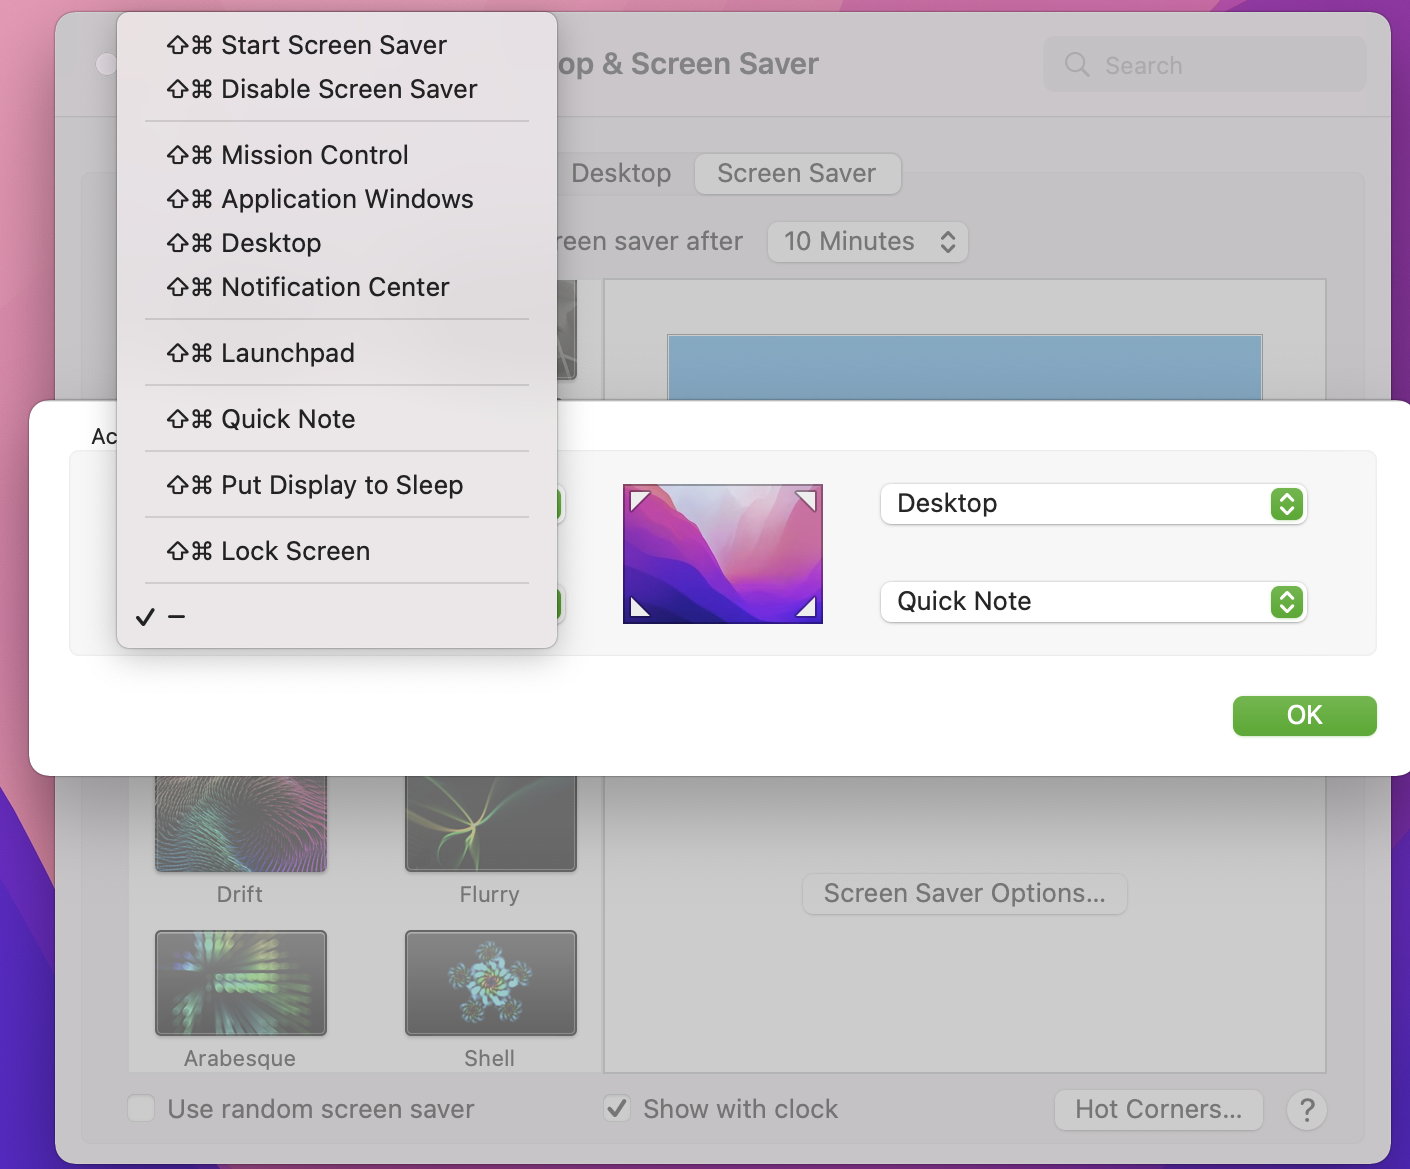 ⇧⌘ Start Screen Saver
⇧⌘ Disable Screen Saver
⇧⌘ Mission Control
⇧⌘ Application Windows
⇧⌘ Desktop
⇧⌘ Notification Center
⇧⌘ Launchpad
⇧⌘ Quick Note
⇧⌘ Put Display to Sleep
⇧⌘ Lock Screen
✓ –
op & Screen Saver
Search
Desktop
Screen Saver
reen saver after
10 Minutes
Ac
Desktop
Quick Note
OK
Drift
Flurry
Screen Saver Options...
Arabesque
Shell
Use random screen saver
Show with clock
Hot Corners...
?